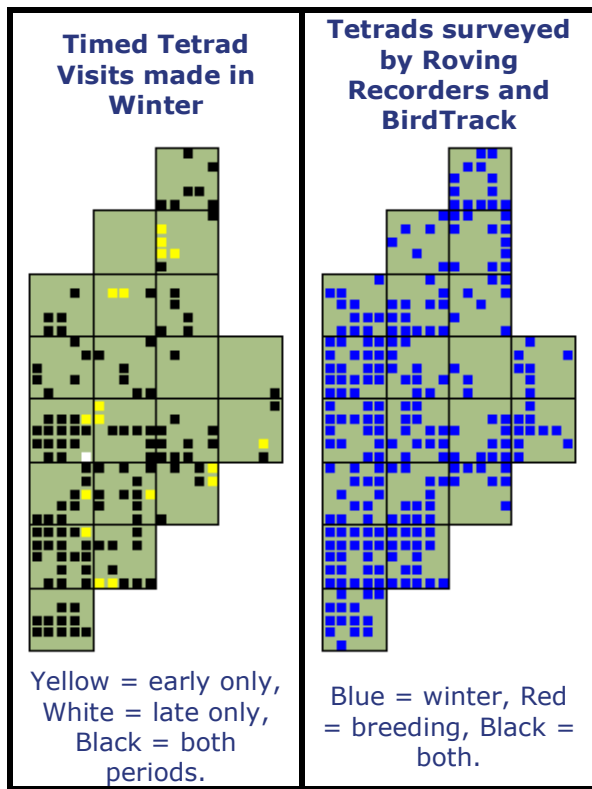 Timed Tetrad
Visits made in
Winter
Tetrads surveyed
by Roving
Recorders and
BirdTrack
Yellow = early only,
White = late only,
Black = both
periods.
Blue = winter, Red
= breeding, Black =
both.